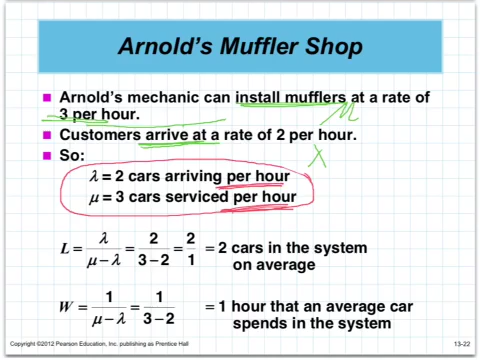 Arnold's Muffler Shop
Arnold's mechanic can install mufflers at a rate of
3 per hour.
Customers arrive at a rate of 2 per hour.
So:
λ = 2 cars arriving per hour
μ = 3 cars serviced per hour
L = λ / (μ − λ) = 2 / (3 − 2) = 2 / 1 = 2 cars in the system
on average
W = 1 / (μ − λ) = 1 / (3 − 2) = 1 hour that an average car
spends in the system
Copyright ©2012 Pearson Education, Inc. publishing as Prentice Hall 13-22